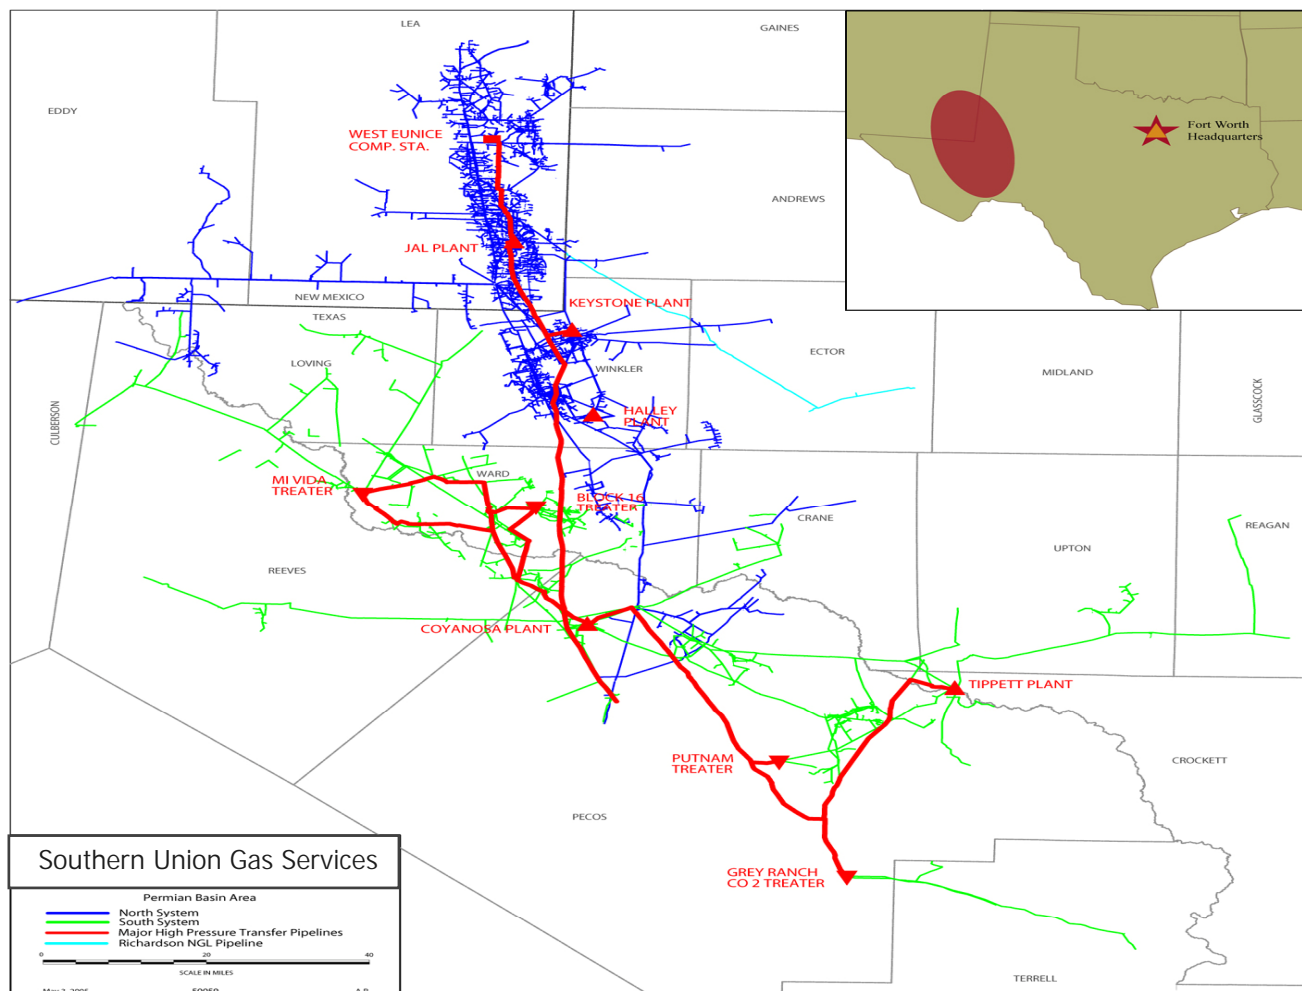 LEA
GAINES
EDDY
WEST EUNICE
COMP. STA.
Fort Worth
Headquarters
ANDREWS
JAL PLANT
NEW MEXICO
TEXAS
KEYSTONE PLANT
LOVING
WINKLER
ECTOR
MIDLAND
GLASSCOCK
CULBERSON
HALLEY
PLANT
MI VIDA
TREATER
WARD
BLOCK 16
TREATER
CRANE
REAGAN
UPTON
REEVES
COYANOSA PLANT
TIPPETT PLANT
PUTNAM
TREATER
CROCKETT
PECOS
GREY RANCH
CO 2 TREATER
TERRELL
Southern Union Gas Services
Permian Basin Area
North System
South System
Major High Pressure Transfer Pipelines
Richardson NGL Pipeline
0 20 40
SCALE IN MILES